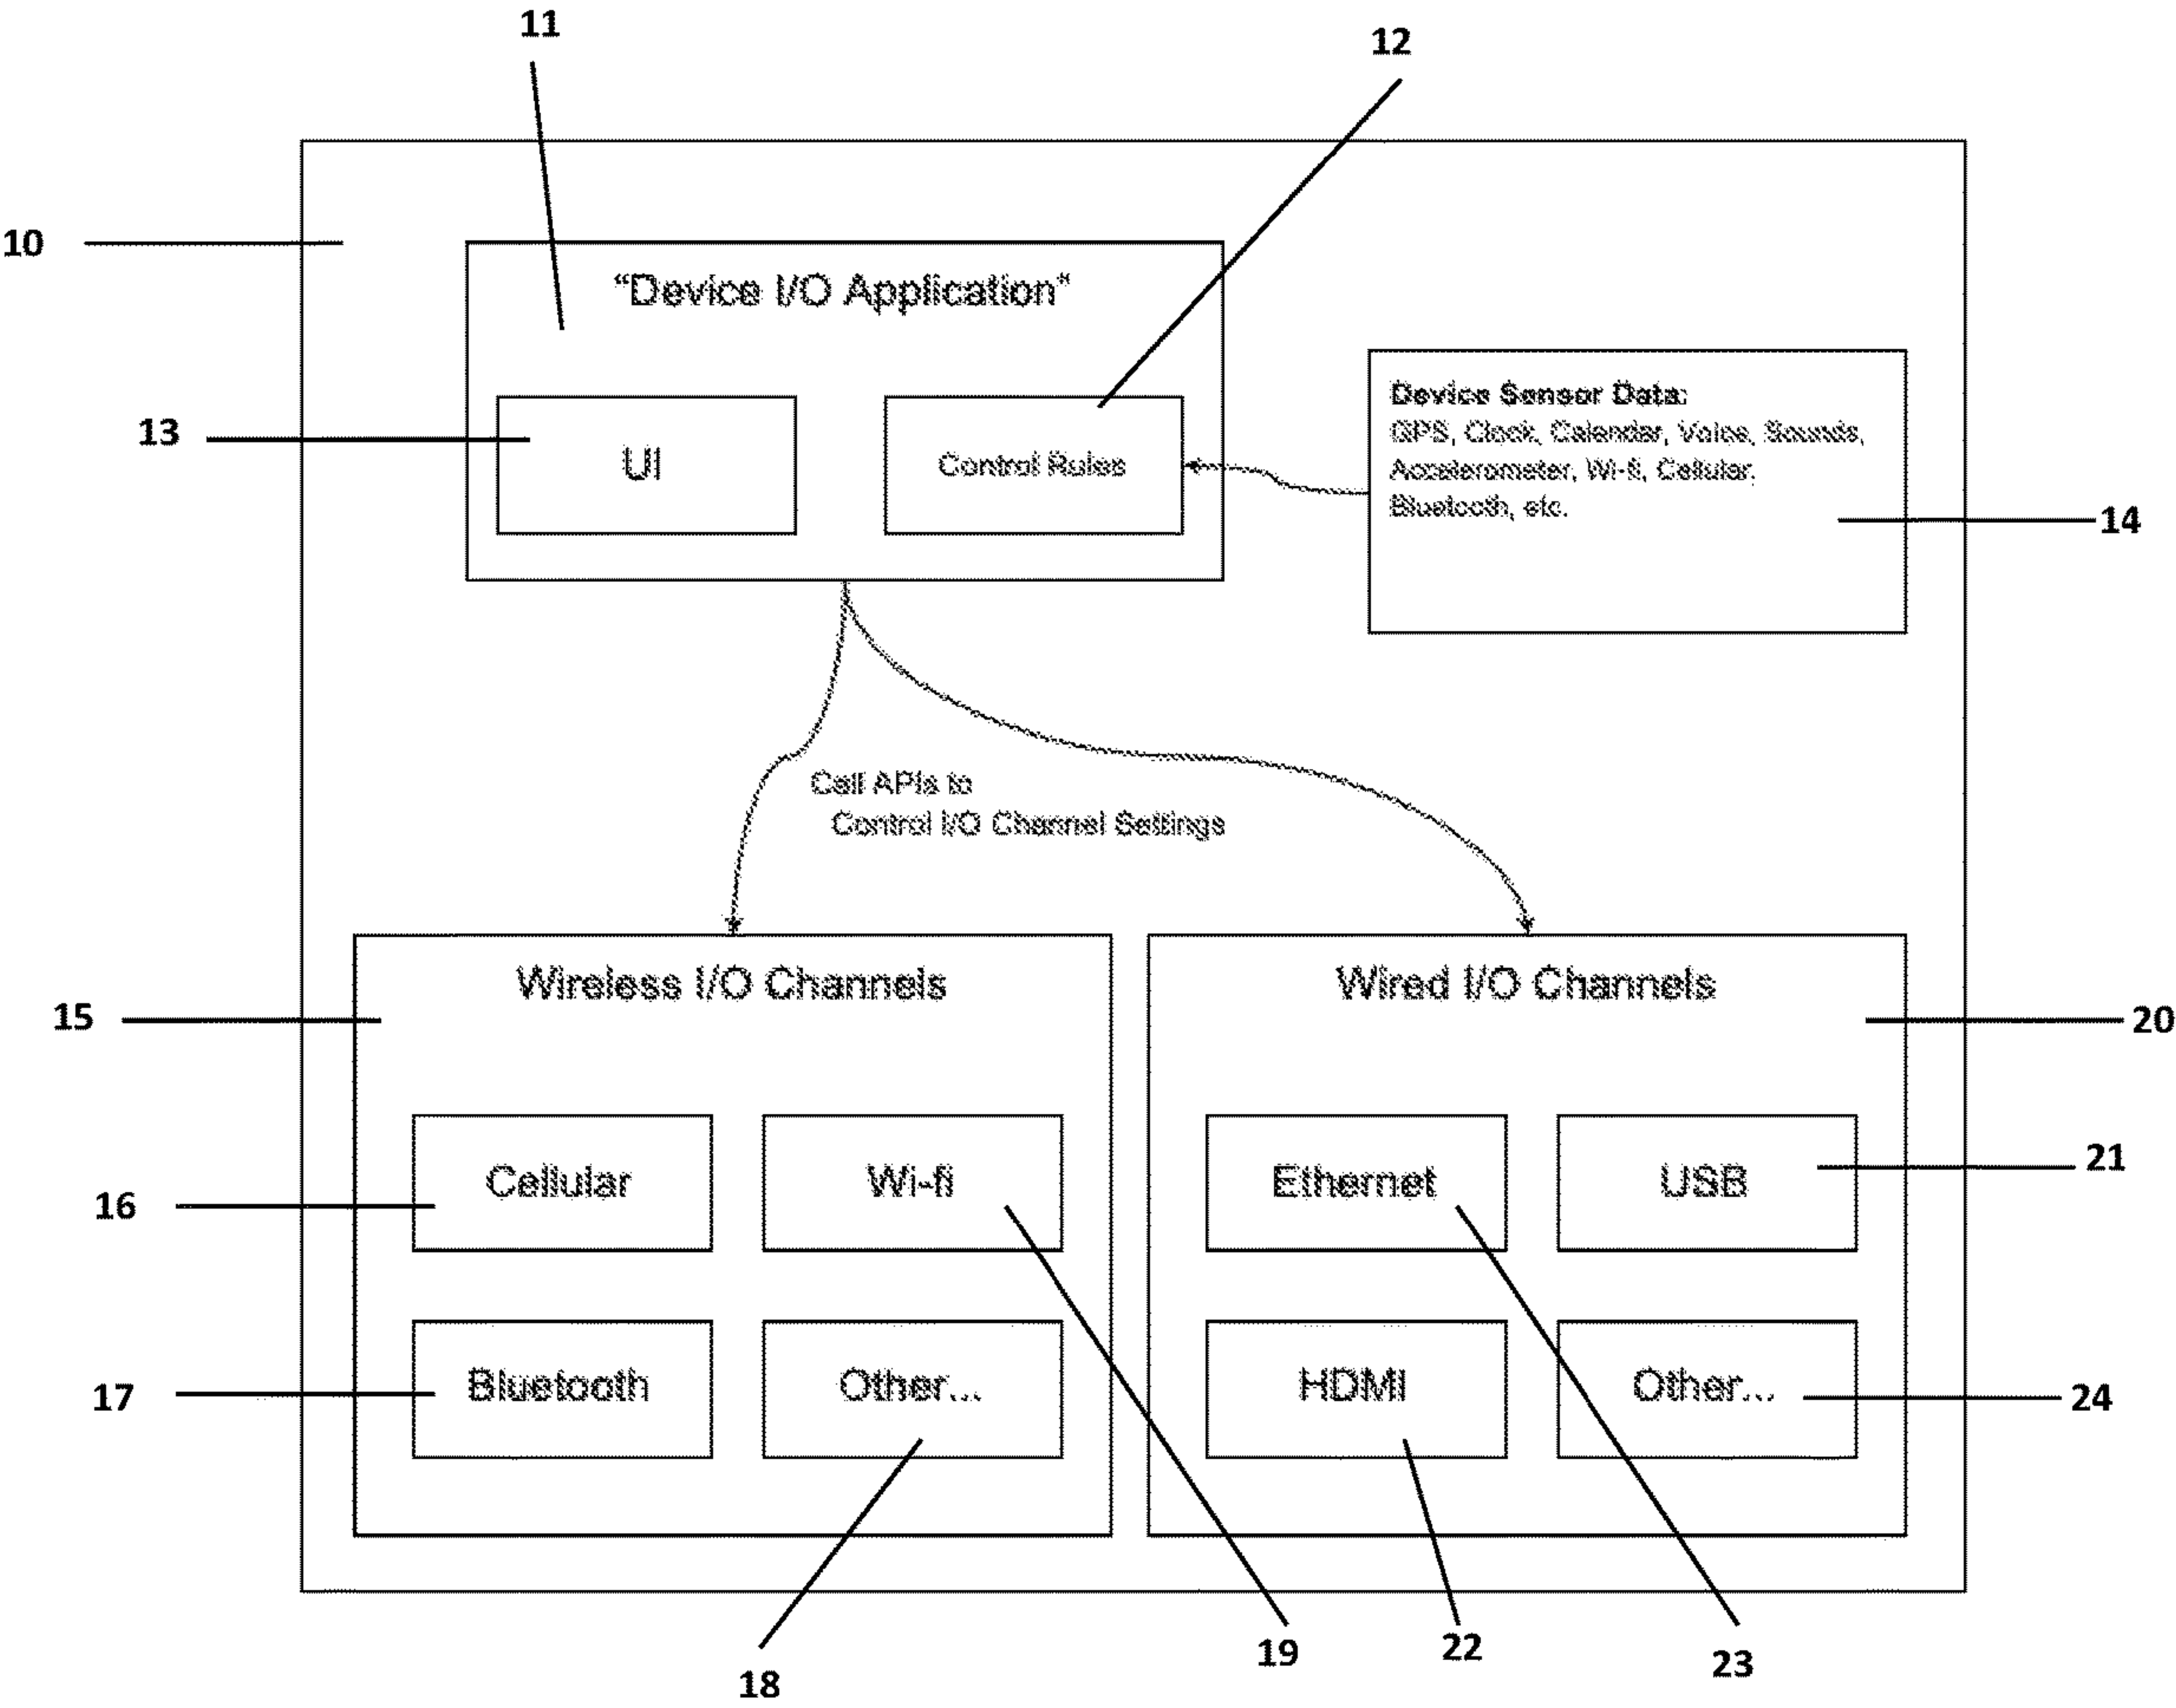 11
12
10
“Device I/O Application”
13
UI
Control Rules
Device Sensor Data:
GPS, Clock, Calendar, Voice, Sounds,
Accelerometer, Wi-fi, Cellular,
Bluetooth, etc.
14
Call APIs to
Control I/O Channel Settings
Wireless I/O Channels
Wired I/O Channels
15
20
Cellular
Wi-fi
Ethernet
USB
21
16
Bluetooth
Other...
HDMI
Other...
17
24
18
19
22
23